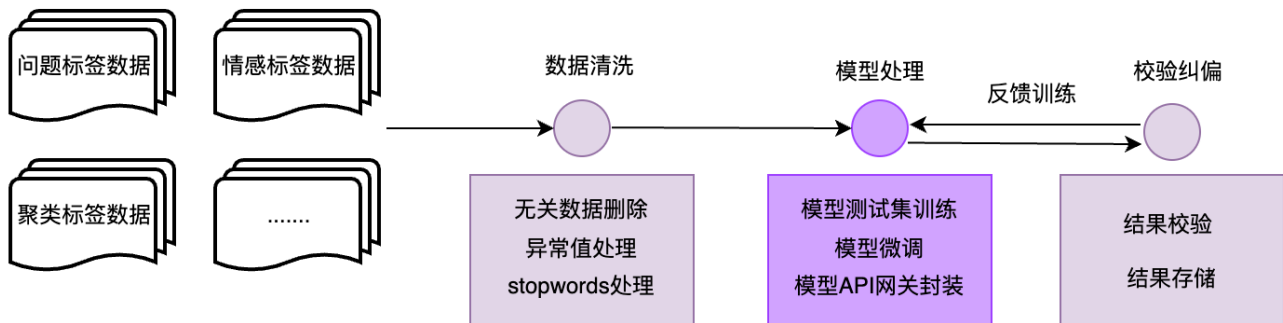 问题标签数据
情感标签数据
聚类标签数据
.......
数据清洗
模型处理
反馈训练
校验纠偏
无关数据删除
异常值处理
stopwords处理
模型测试集训练
模型微调
模型API网关封装
结果校验
结果存储